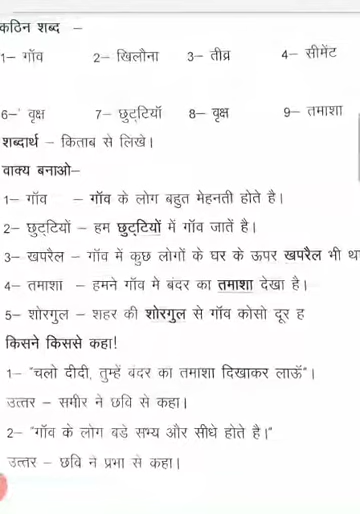 कठिन शब्द –
1– गॉव 2– खिलौना 3– तीव्र 4– सीमेंट
6– वृक्ष 7– छुट्टियॉ 8– वृक्ष 9– तमाशा
शब्दार्थ – किताब से लिखे।
वाक्य बनाओ–
1– गॉव – गॉव के लोग बहुत मेहनती होते है।
2– छुट्टियों – हम छुट्टियों में गॉव जातें है।
3– खपरैल – गॉव में कुछ लोगों के घर के ऊपर खपरैल भी
4– तमाशा – हमने गॉव मे बंदर का तमाशा देखा है।
5– शोरगुल – शहर की शोरगुल से गॉव कोसो दूर ह
किसने किससे कहा!
1– “चलो दीदी, तुम्हें बंदर का तमाशा दिखाकर लाऊॅं”।
उत्तर – समीर ने छवि से कहा।
2– “गॉव के लोग बडे सभ्य और सीधे होते है।”
उत्तर – छवि ने प्रभा से कहा।